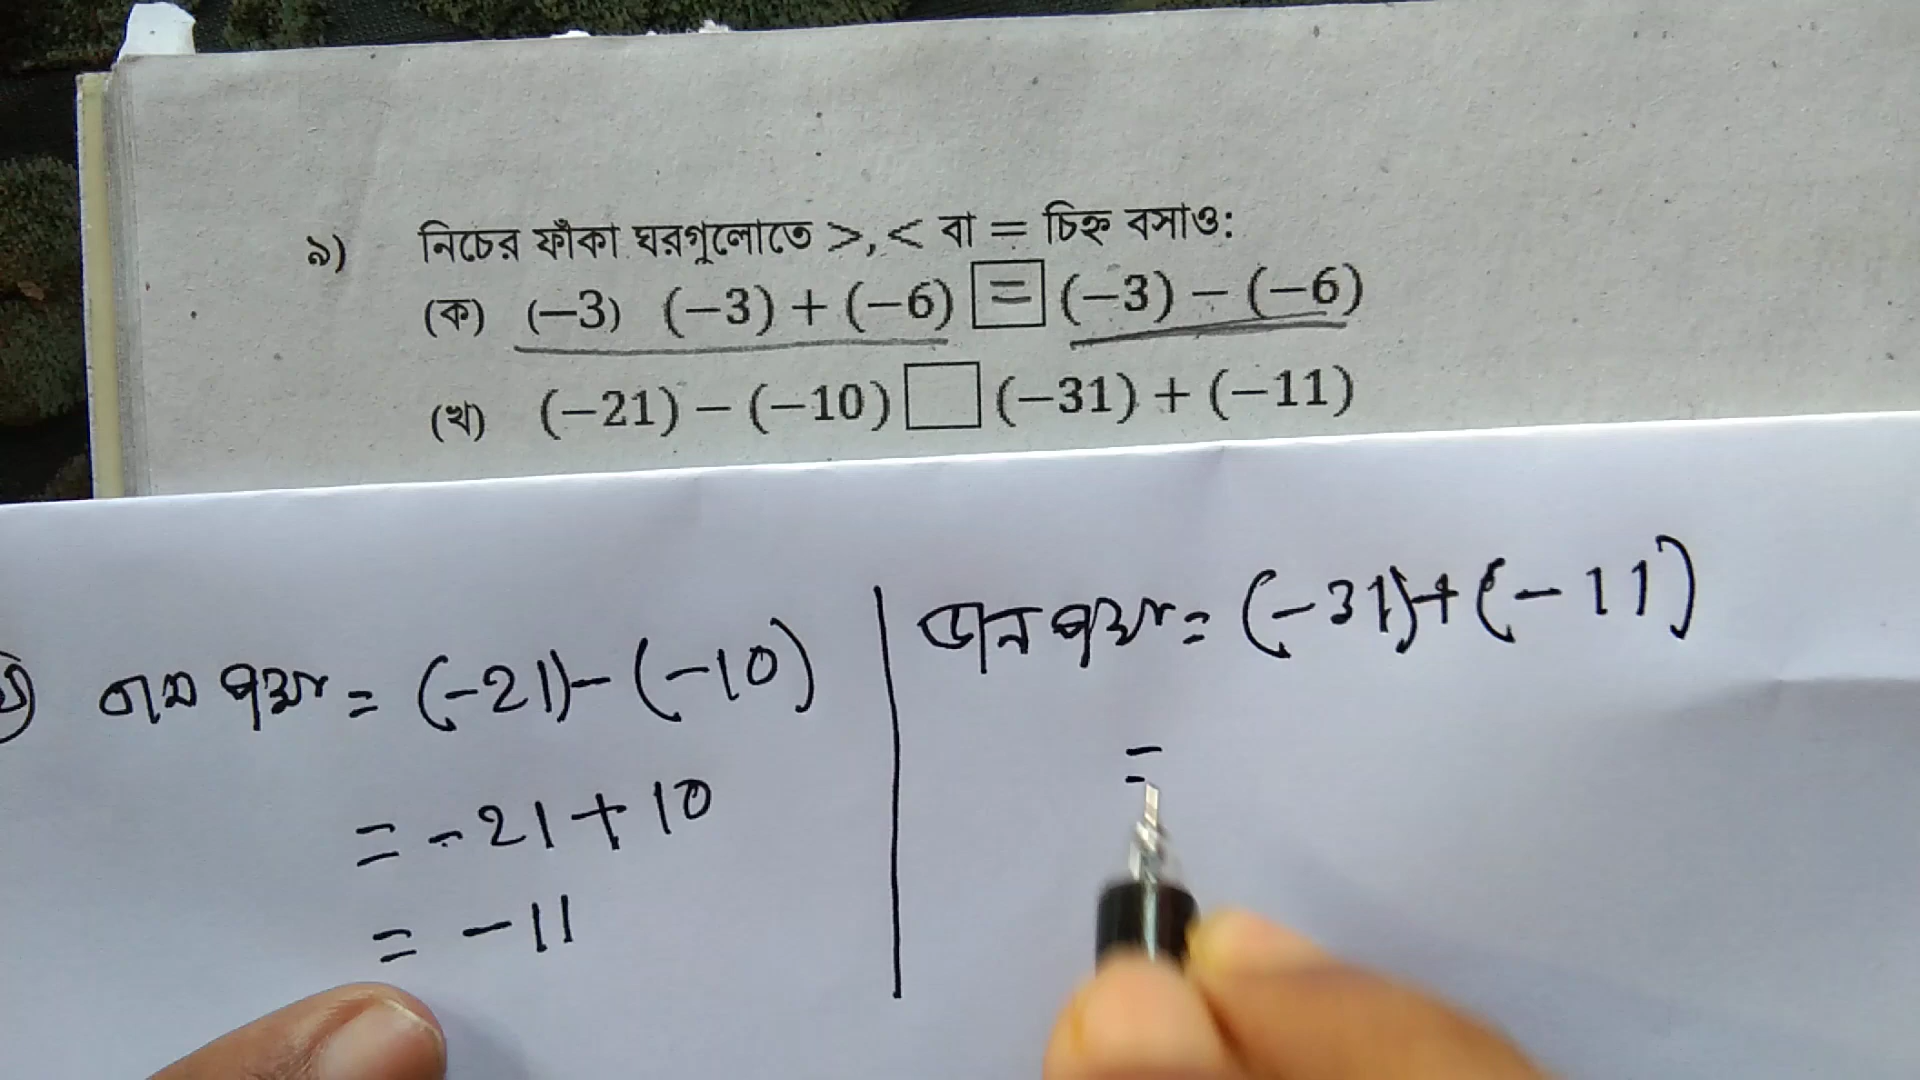 ৯) নিচের ফাঁকা ঘরগুলোতে >, < বা = চিহ্ন বসাও:
(ক) (−3) (−3) + (−6) = (−3) − (−6)
(খ) (−21) − (−10) □ (−31) + (−11)
বাম পক্ষ = (-21) - (-10)
= -21 + 10
= -11
ডান পক্ষ = (-31) + (-11)
=